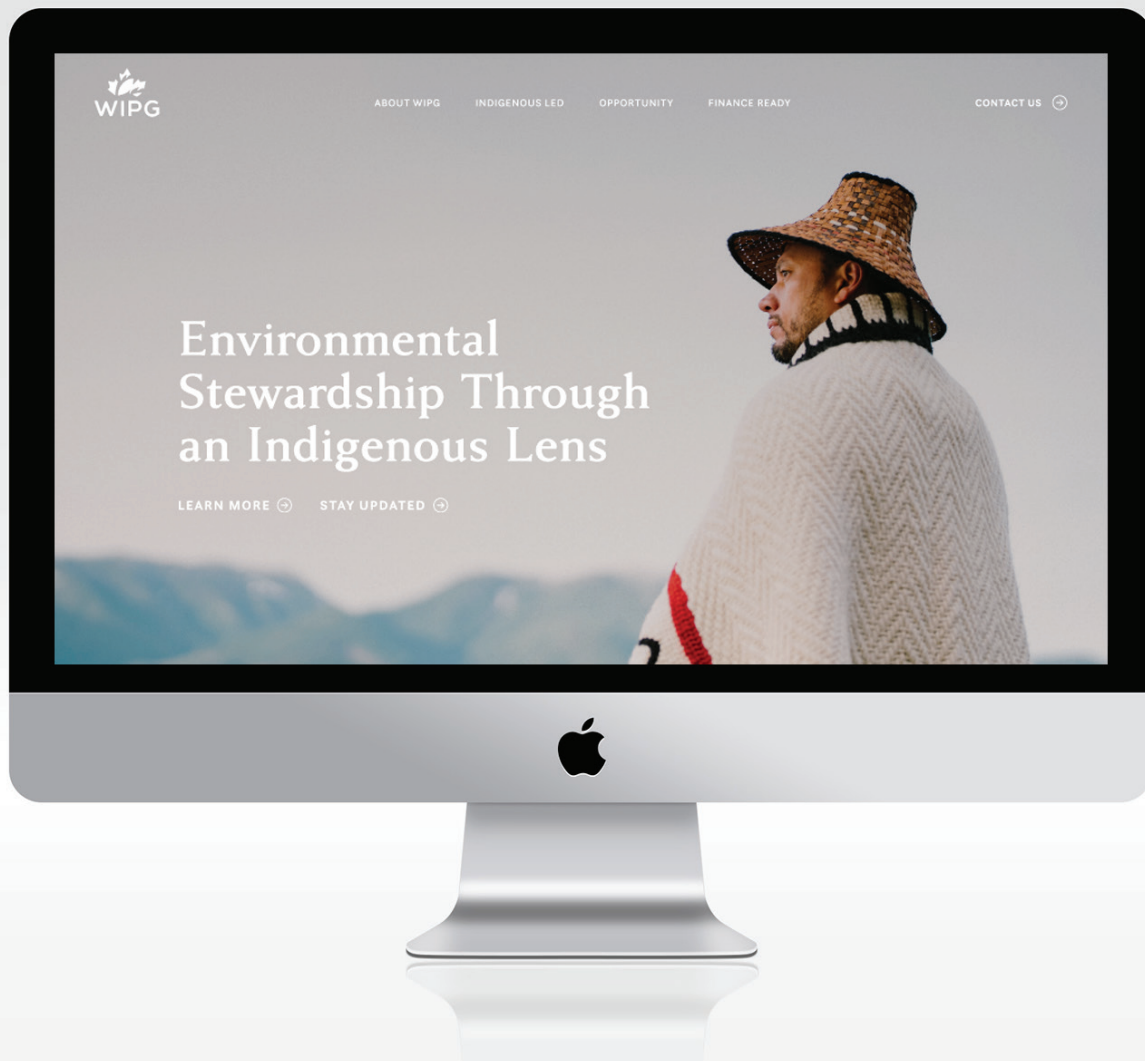 WIPG
ABOUT WIPG
INDIGENOUS LED
OPPORTUNITY
FINANCE READY
CONTACT US
Environmental
Stewardship Through
an Indigenous Lens
LEARN MORE
STAY UPDATED